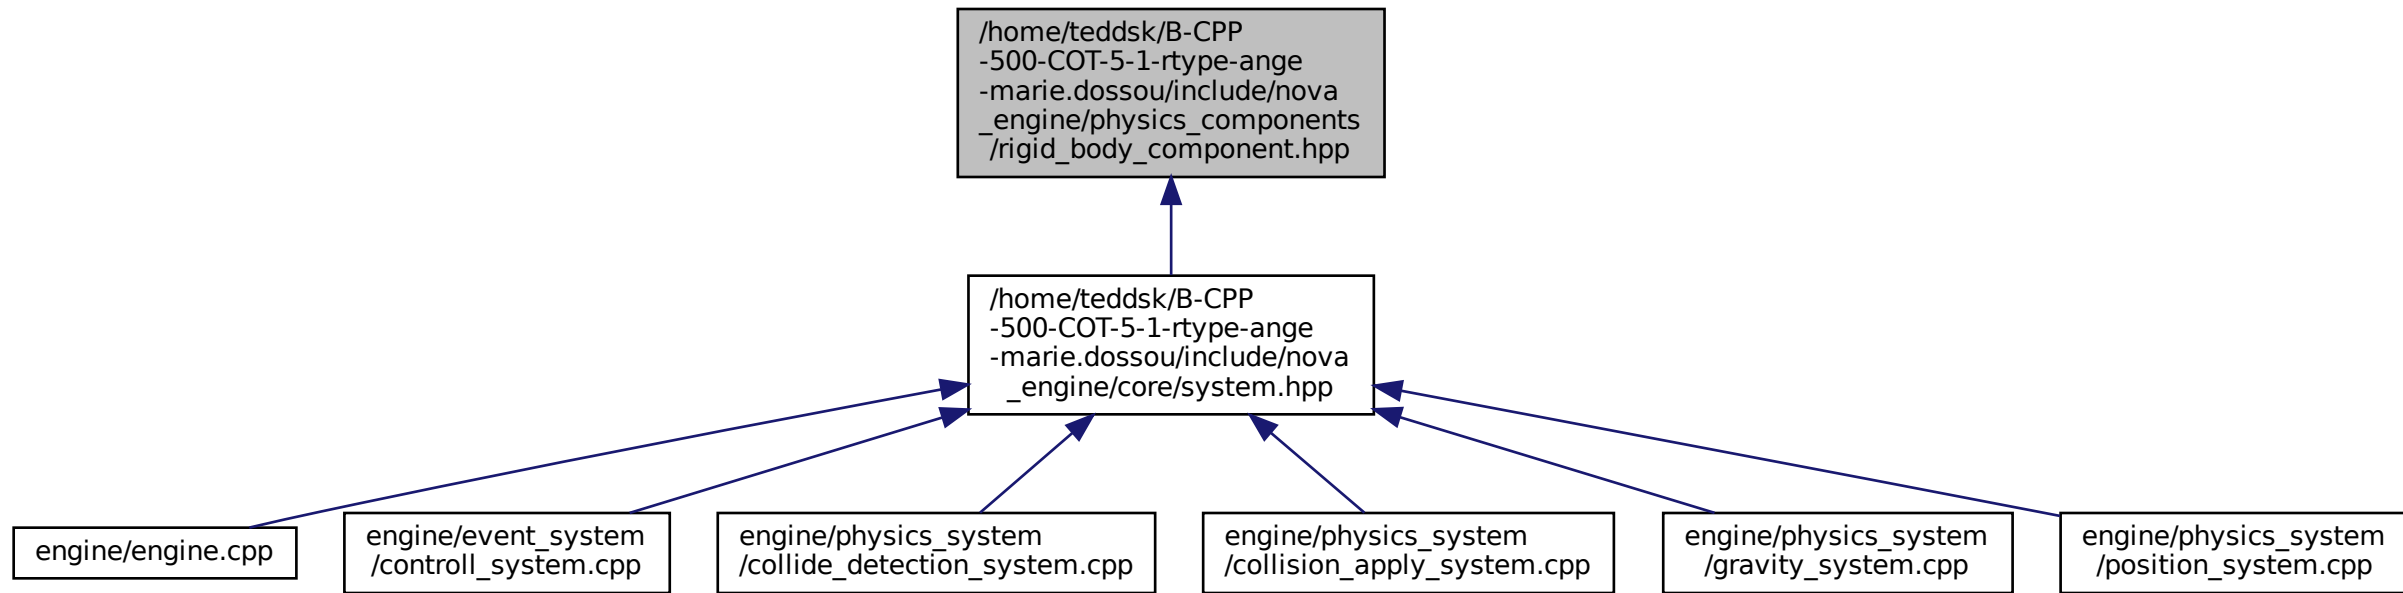 /home/teddsk/B-CPP
-500-COT-5-1-rtype-ange
-marie.dossou/include/nova
_engine/physics_components
/rigid_body_component.hpp
/home/teddsk/B-CPP
-500-COT-5-1-rtype-ange
-marie.dossou/include/nova
_engine/core/system.hpp
engine/engine.cpp
engine/event_system
/controll_system.cpp
engine/physics_system
/collide_detection_system.cpp
engine/physics_system
/collision_apply_system.cpp
engine/physics_system
/gravity_system.cpp
engine/physics_system
/position_system.cpp